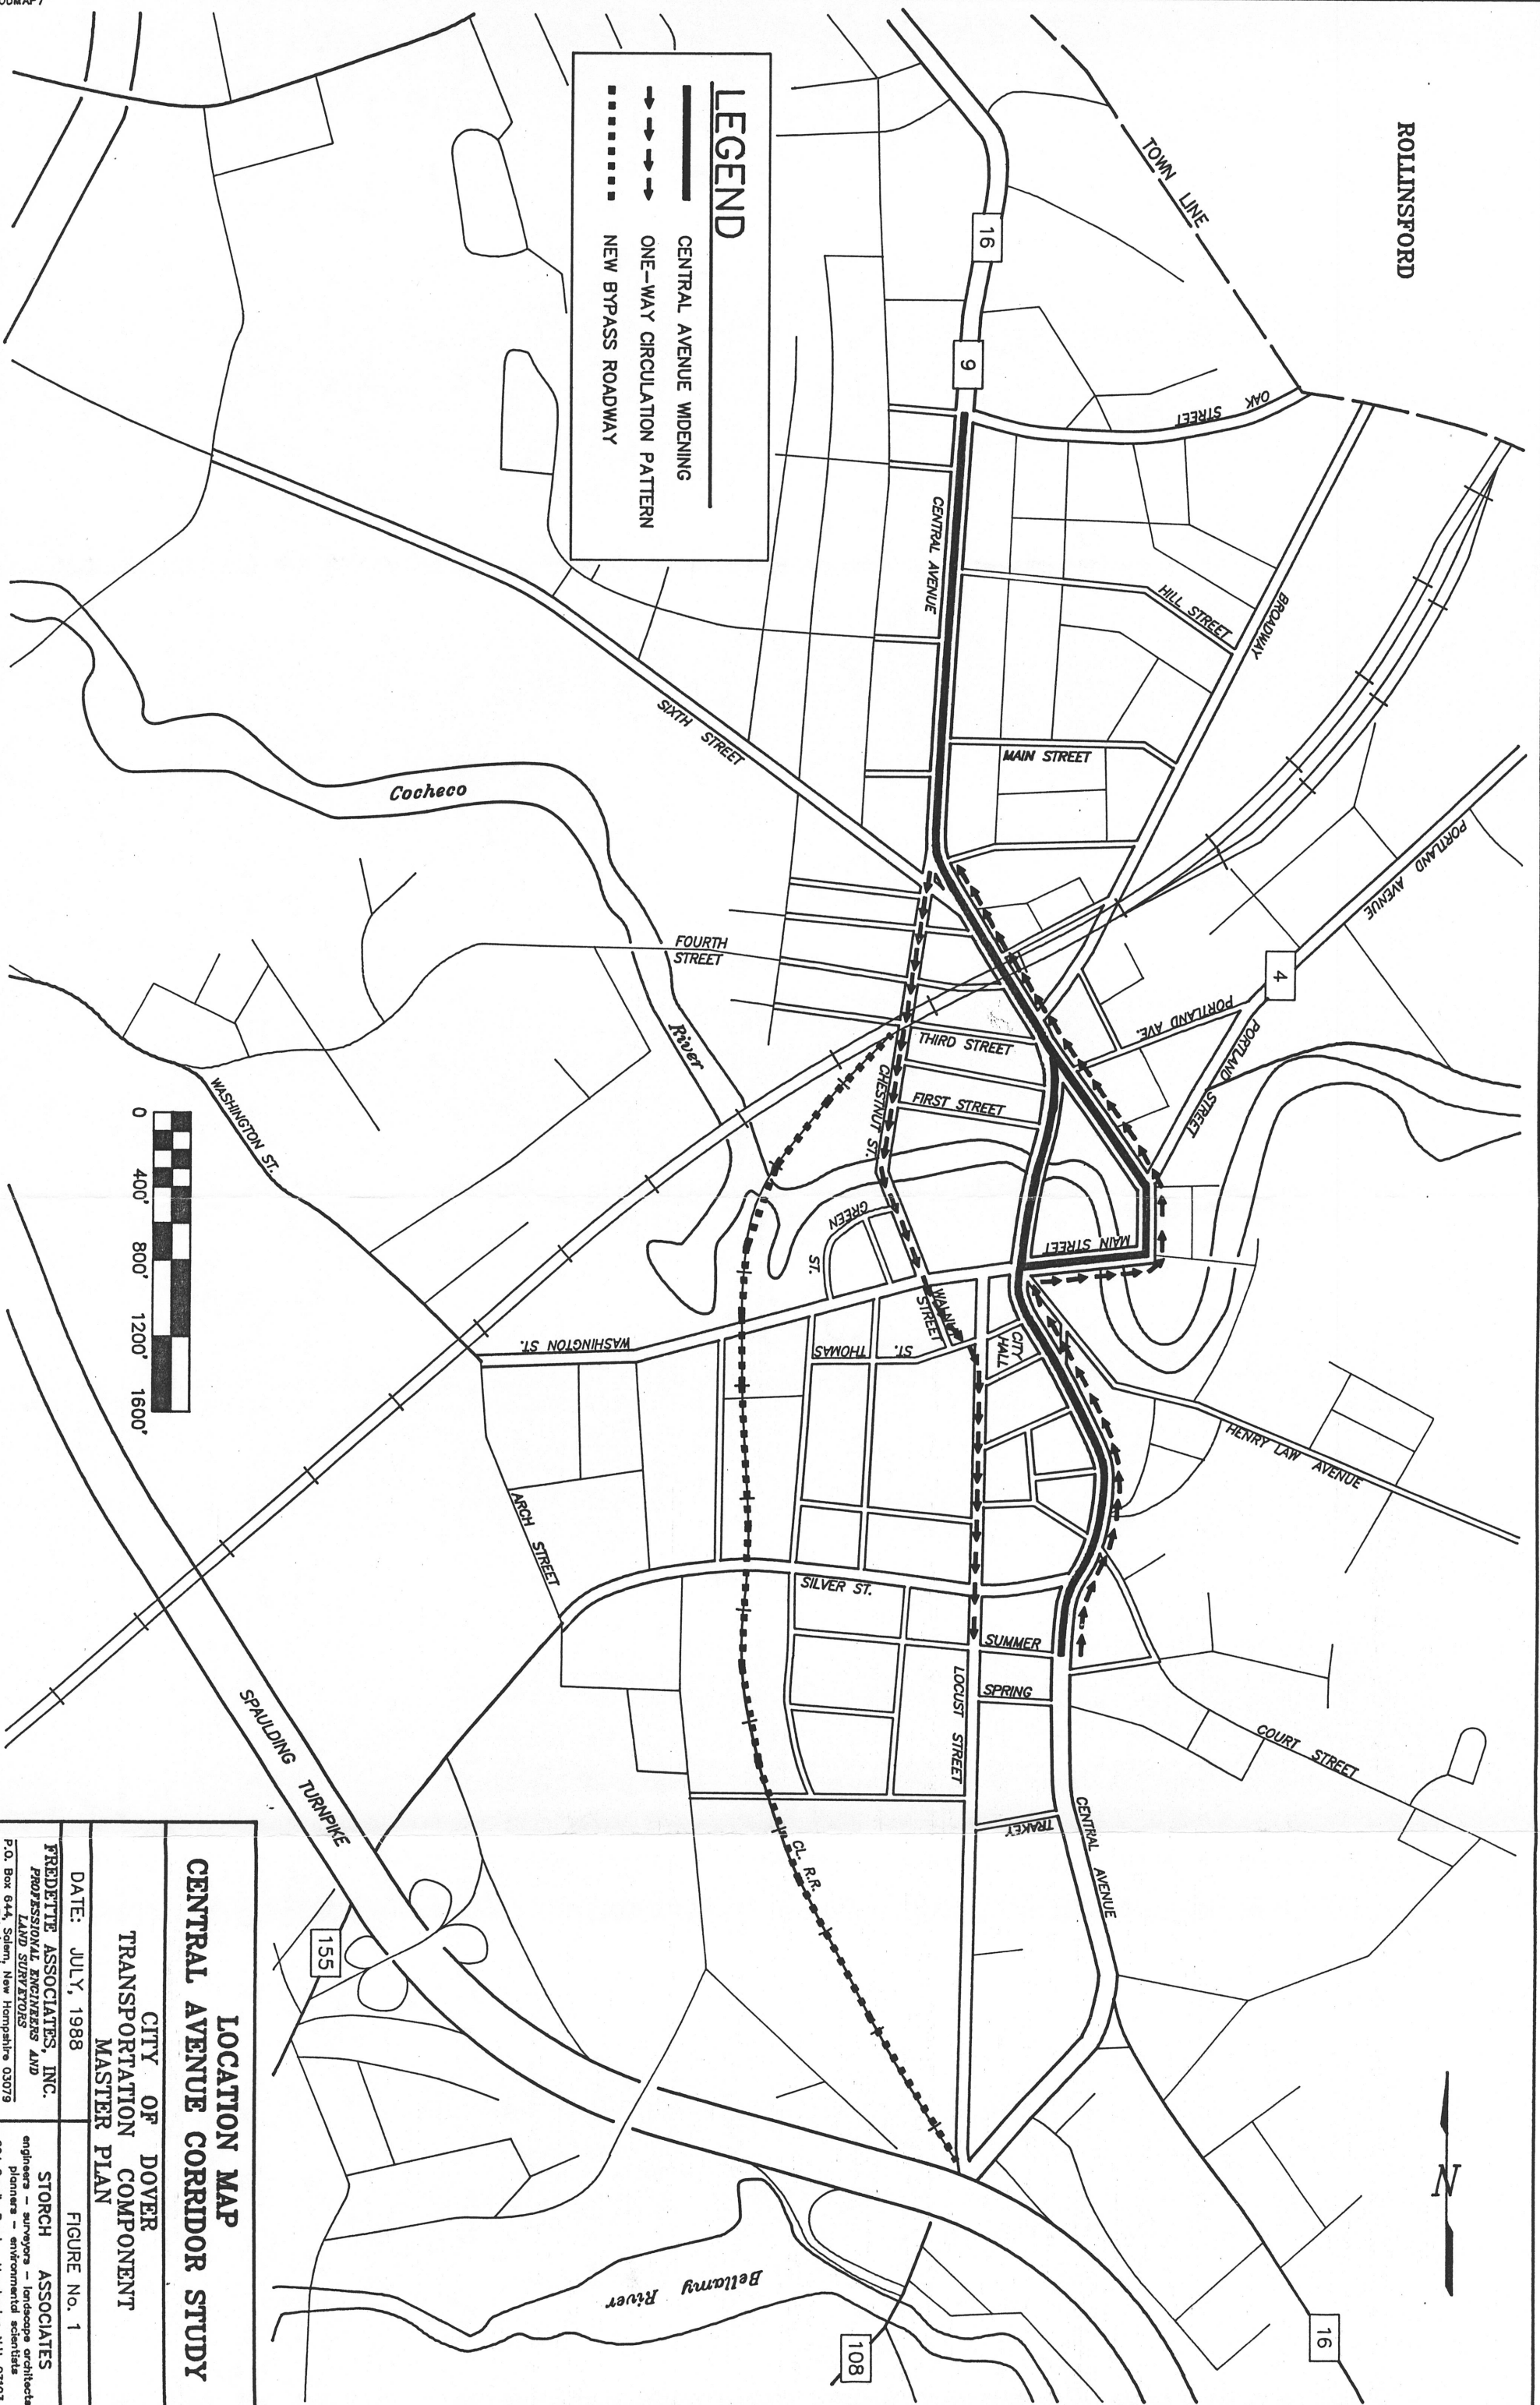 ROLLINSFORD
TOWN LINE
LEGEND
CENTRAL AVENUE WIDENING
ONE-WAY CIRCULATION PATTERN
NEW BYPASS ROADWAY
16
9
OAK
STREET
CENTRAL AVENUE
HILL STREET
BROADWAY
MAIN STREET
SIXTH STREET
Cocheco
River
PORTLAND AVENUE
4
PORTLAND AVE.
PORTLAND
STREET
FOURTH
STREET
THIRD STREET
FIRST STREET
CHESTNUT ST.
GREEN
ST.
MAIN STREET
WALNUT
STREET
CITY
HALL
THOMAS
ST.
WASHINGTON ST.
WASHINGTON ST.
0
400'
800'
1200'
1600'
HENRY LAW AVENUE
ARCH STREET
SILVER ST.
SUMMER
SPRING
LOCUST STREET
COURT STREET
TRAKEY
CENTRAL AVENUE
CL. R.R.
SPAULDING TURNPIKE
155
N
16
108
Bellamy River
LOCATION MAP
CENTRAL AVENUE CORRIDOR STUDY
CITY OF DOVER
TRANSPORTATION COMPONENT
MASTER PLAN
DATE: JULY, 1988
FIGURE No. 1
FREDETTE ASSOCIATES, INC.
PROFESSIONAL ENGINEERS AND
LAND SURVEYORS
P.O. Box 644, Salem, New Hampshire 03079
STORCH ASSOCIATES
engineers - surveyors - landscape architects
planners - environmental scientists